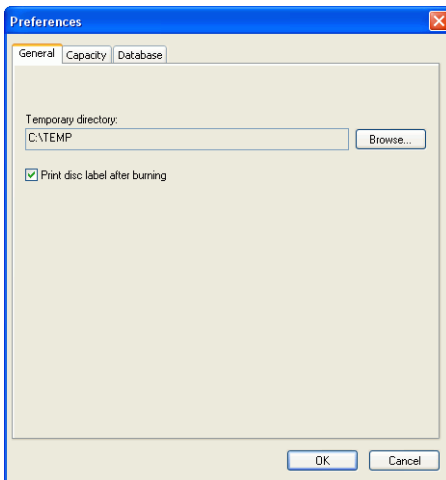 Preferences
General Capacity Database
Temporary directory:
C:\TEMP Browse...
Print disc label after burning
OK Cancel